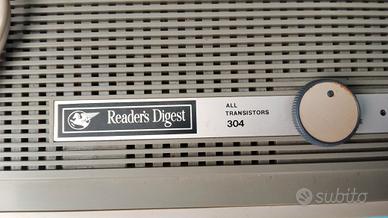 Reader's Digest
ALL
TRANSISTORS
304
subito